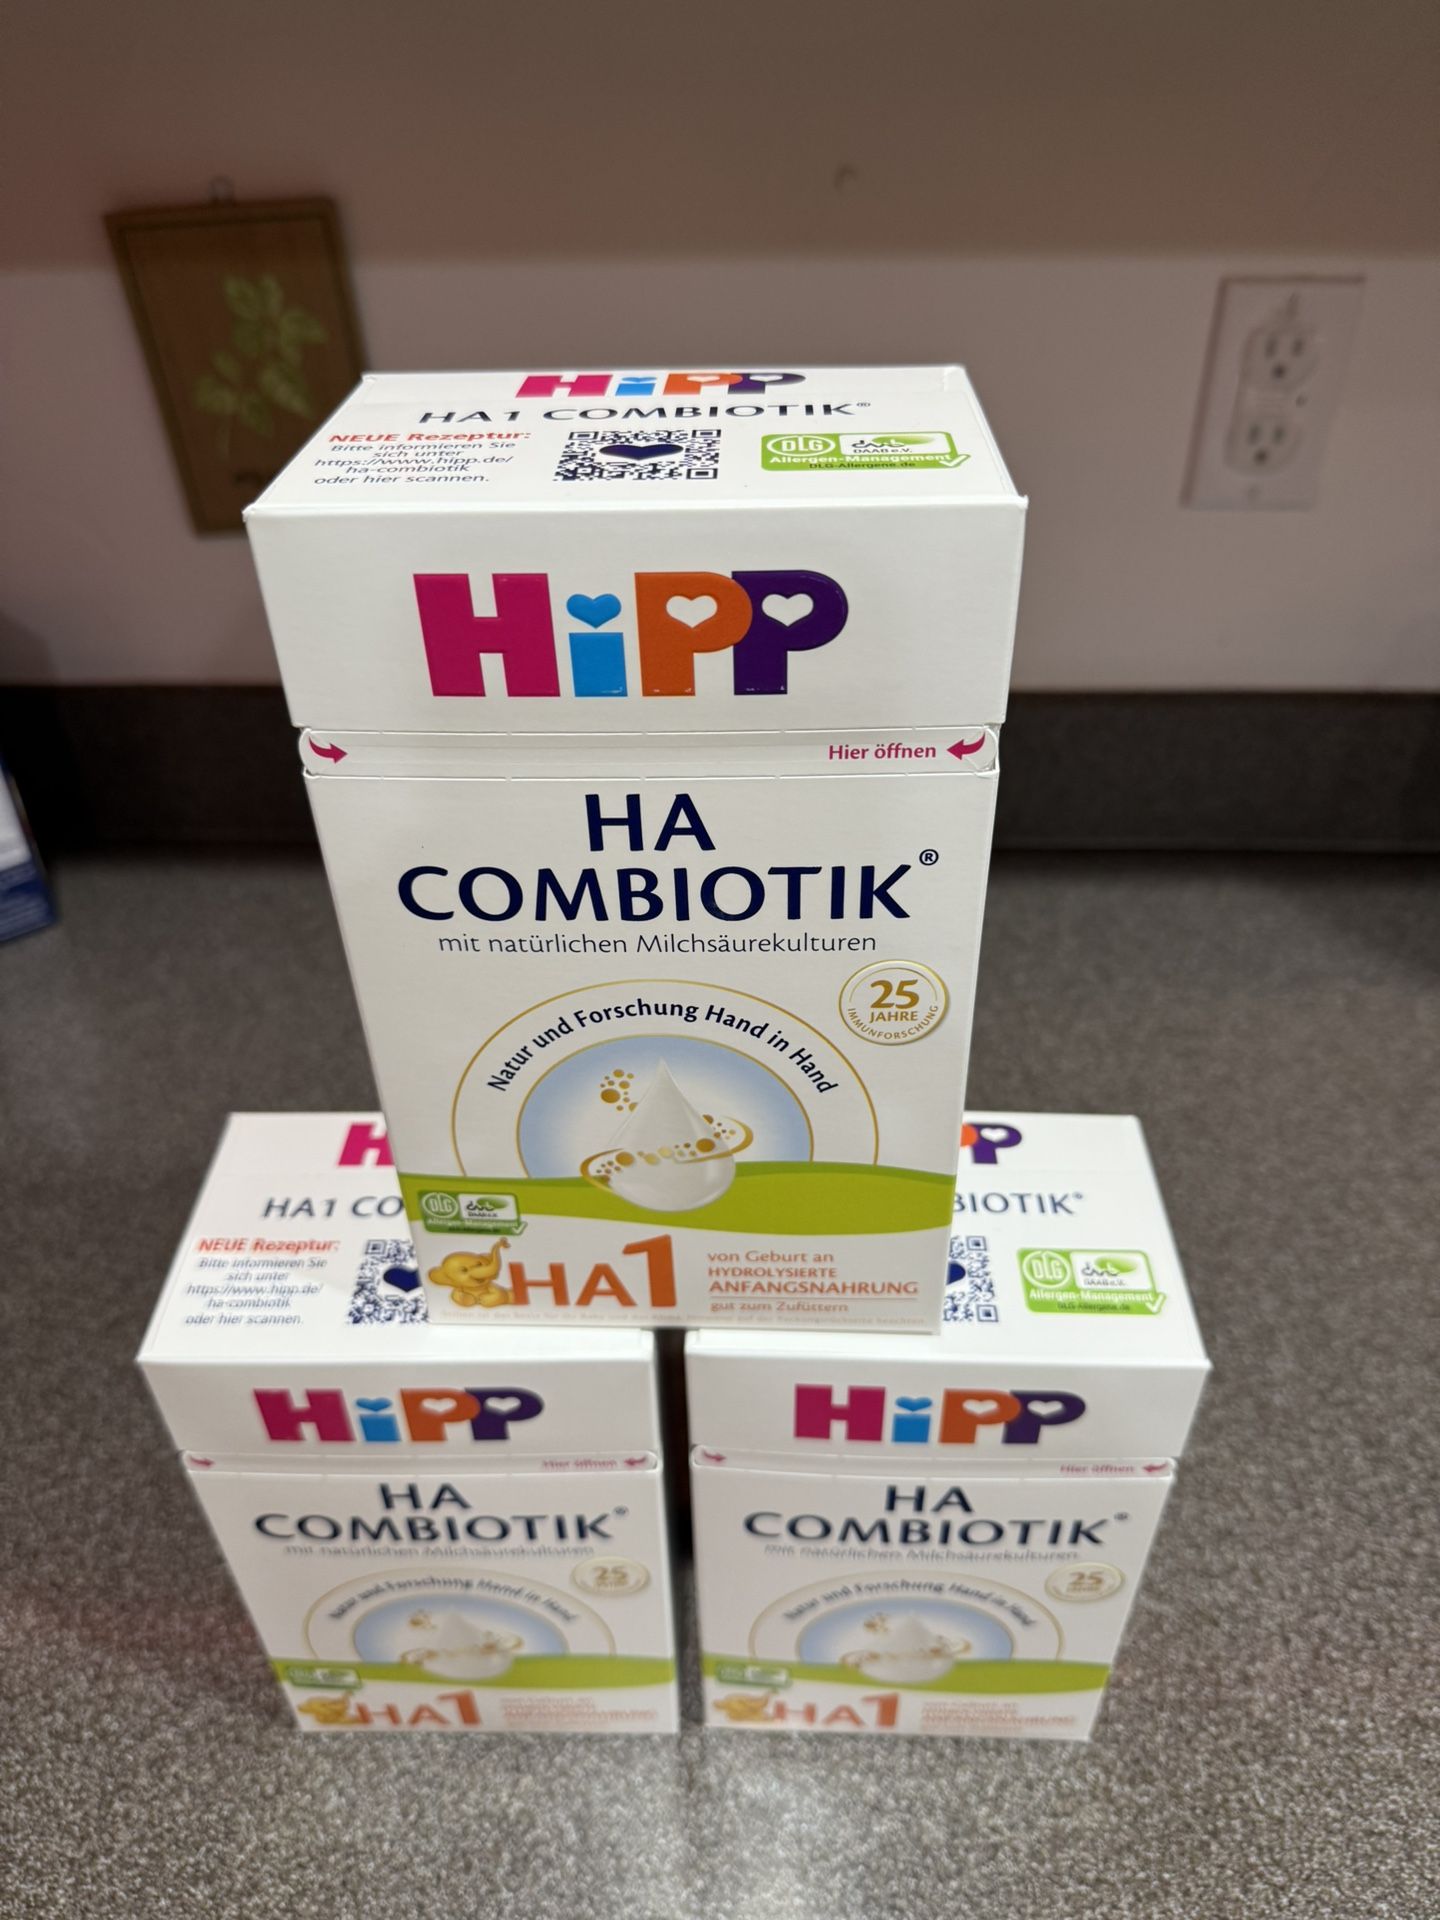 HiPP
HA1 COMBIOTIK®
NEUE Rezeptur:
Bitte informieren Sie
sich unter
https://www.hipp.de/
ha-combiotik
oder hier scannen.
DLG
DAAB e.V.
Allergen-Management
DLG-Allergene.de
HiPP
Hier öffnen
HA
COMBIOTIK®
mit natürlichen Milchsäurekulturen
25
JAHRE
IMMUNFORSCHUNG
Natur und Forschung Hand in Hand
DLG
DAAB e.V.
Allergen-Management
HA1
von Geburt an
HYDROLYSIERTE
ANFANGSNAHRUNG
gut zum Zufüttern
H
HA1 CO
NEUE Rezeptur:
Bitte informieren Sie
sich unter
https://www.hipp.de/
ha-combiotik
oder hier scannen.
HiPP
Hier öffnen
HA
COMBIOTIK®
mit natürlichen Milchsäurekulturen
25
JAHRE
Natur und Forschung Hand in Hand
HA1
PP
BIOTIK®
DLG
DAAB e.V.
Allergen-Management
DLG-Allergene.de
HiPP
Hier öffnen
HA
COMBIOTIK®
mit natürlichen Milchsäurekulturen
25
JAHRE
Natur und Forschung Hand in Hand
HA1